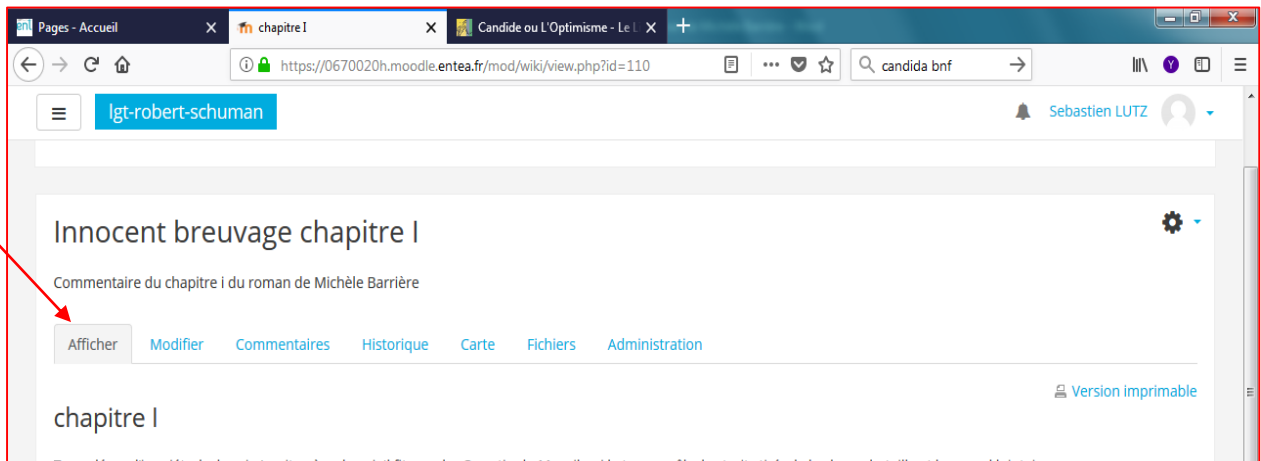 Pages - Accueil X chapitre I X Candide ou L'Optimisme - Le L X +
https://0670020h.moodle.entea.fr/mod/wiki/view.php?id=110 candida bnf
lgt-robert-schuman Sebastien LUTZ
Innocent breuvage chapitre I
Commentaire du chapitre i du roman de Michèle Barrière
Afficher Modifier Commentaires Historique Carte Fichiers Administration
Version imprimable
chapitre I